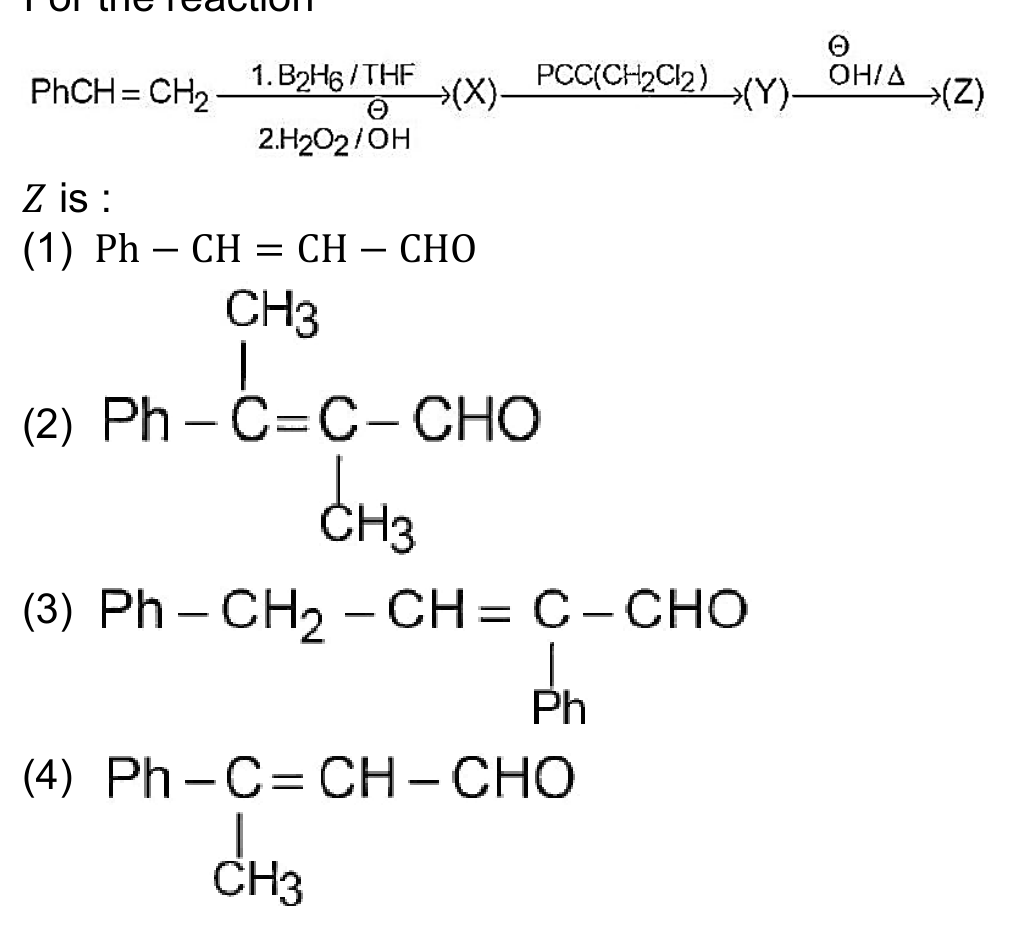 For the reaction
PhCH = CH₂ 1. B₂H₆ / THF 2.H₂O₂ / OH⊖ (X) PCC(CH₂Cl₂) (Y) OH⊖/Δ (Z)
Z is :
(1) Ph – CH = CH – CHO
CH₃
|
(2) Ph – C=C – CHO
|
CH₃
(3) Ph – CH₂ – CH = C – CHO
|
Ph
(4) Ph – C = CH – CHO
|
CH₃